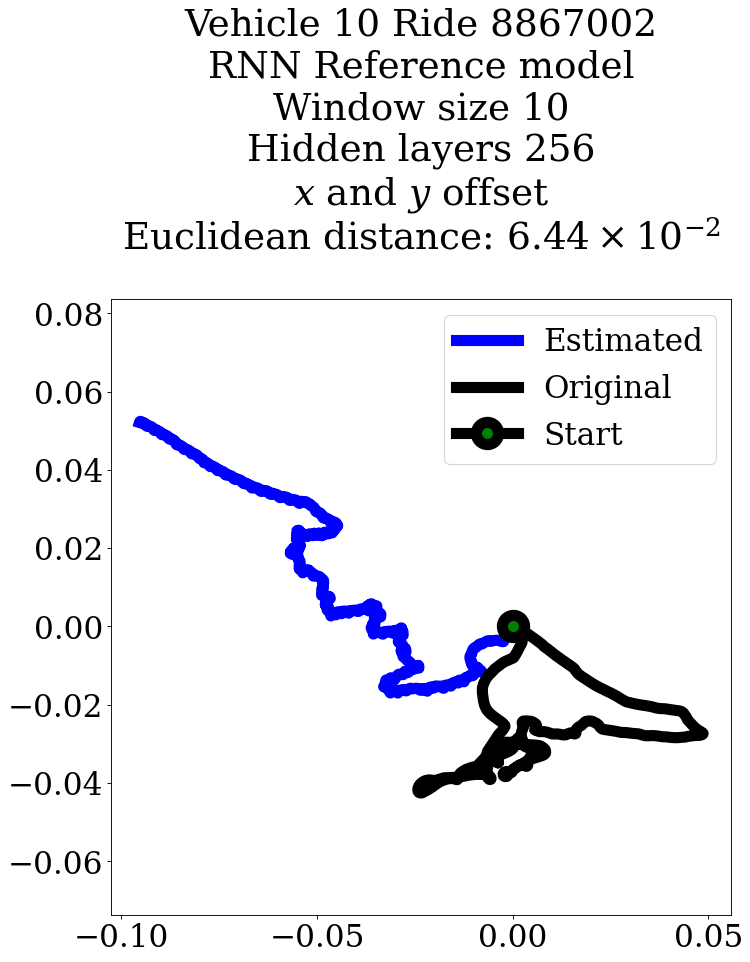 Vehicle 10 Ride 8867002
RNN Reference model
Window size 10
Hidden layers 256
x and y offset
Euclidean distance: 6.44 × 10⁻²
Estimated
Original
Start
0.08
0.06
0.04
0.02
0.00
−0.02
−0.04
−0.06
−0.10
−0.05
0.00
0.05